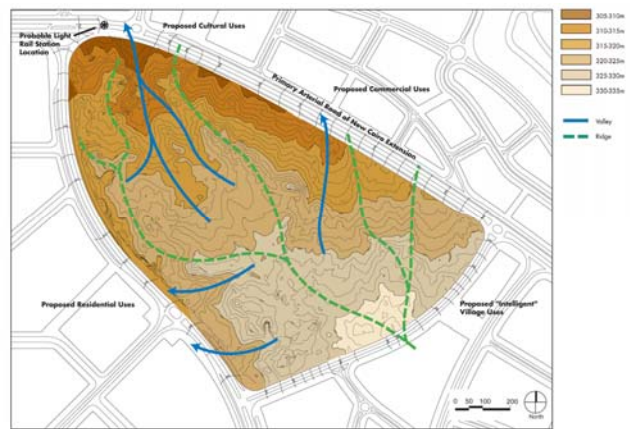 Proposed Cultural Uses
Probable Light
Rail Station
Location
Primary Arterial Road of New Cairo Extension
Proposed Commercial Uses
Proposed Residential Uses
Proposed "Intelligent"
Village Uses
305-310m
310-315m
315-320m
320-325m
325-330m
330-335m
Valley
Ridge
0 50 100 200
North